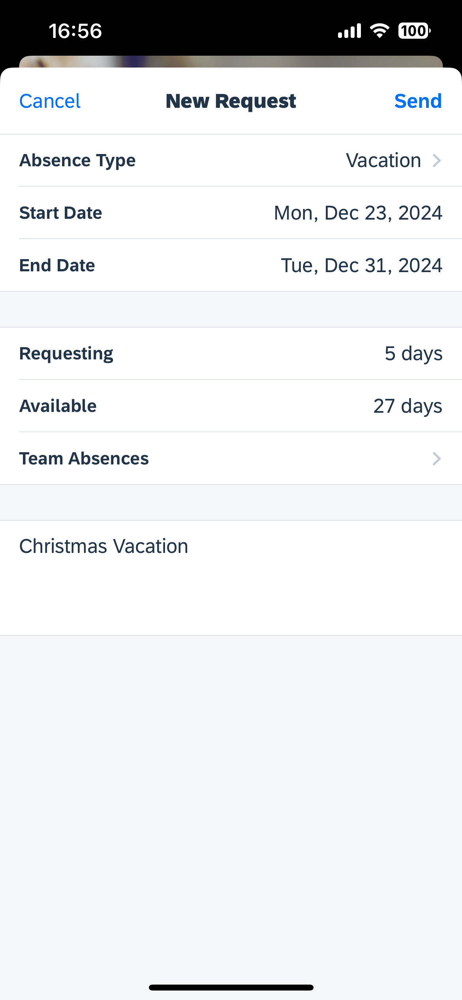 16:56
100
Cancel New Request Send
Absence Type Vacation
Start Date Mon, Dec 23, 2024
End Date Tue, Dec 31, 2024
Requesting 5 days
Available 27 days
Team Absences
Christmas Vacation